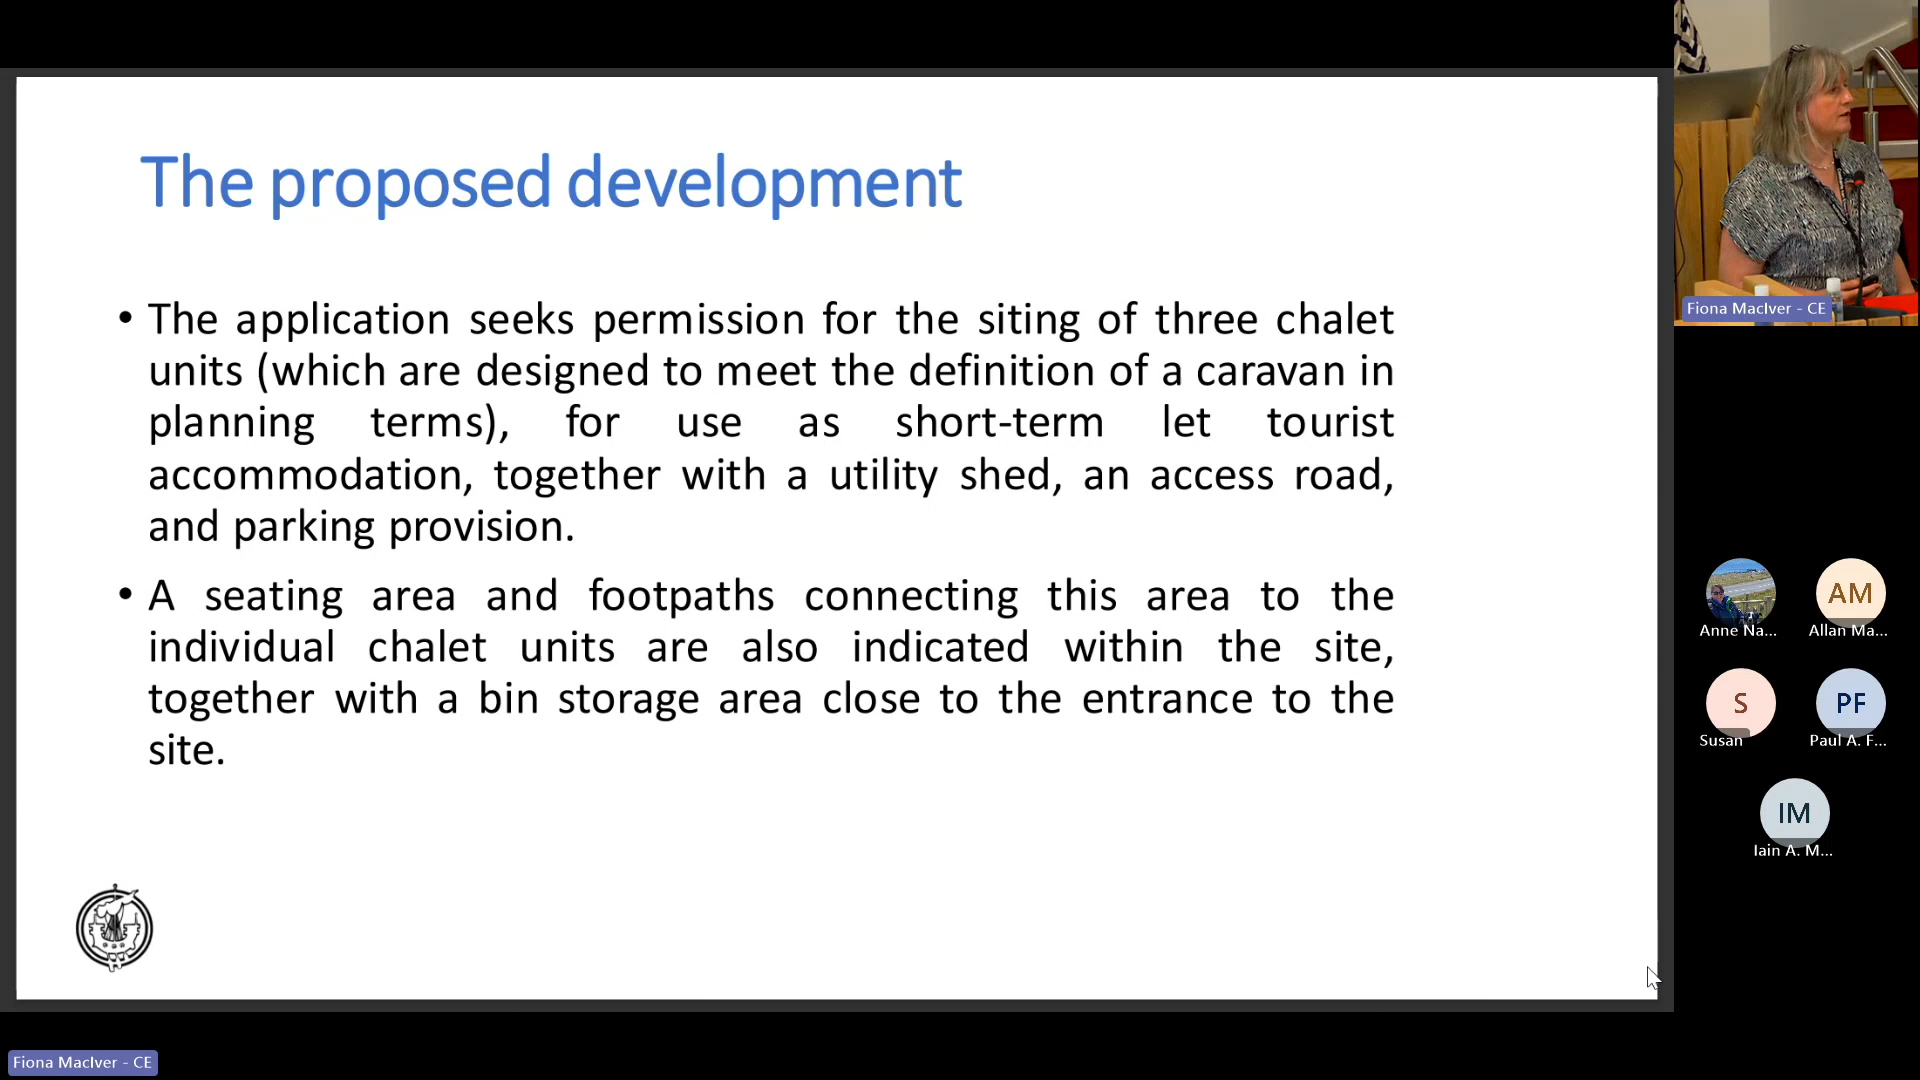 The proposed development
• The application seeks permission for the siting of three chalet
units (which are designed to meet the definition of a caravan in
planning terms), for use as short-term let tourist
accommodation, together with a utility shed, an access road,
and parking provision.
• A seating area and footpaths connecting this area to the
individual chalet units are also indicated within the site,
together with a bin storage area close to the entrance to the
site.
Fiona MacIver - CE
Anne Na...
AM
Allan Ma...
S
Susan
PF
Paul A. F...
IM
Iain A. M...
Fiona MacIver - CE